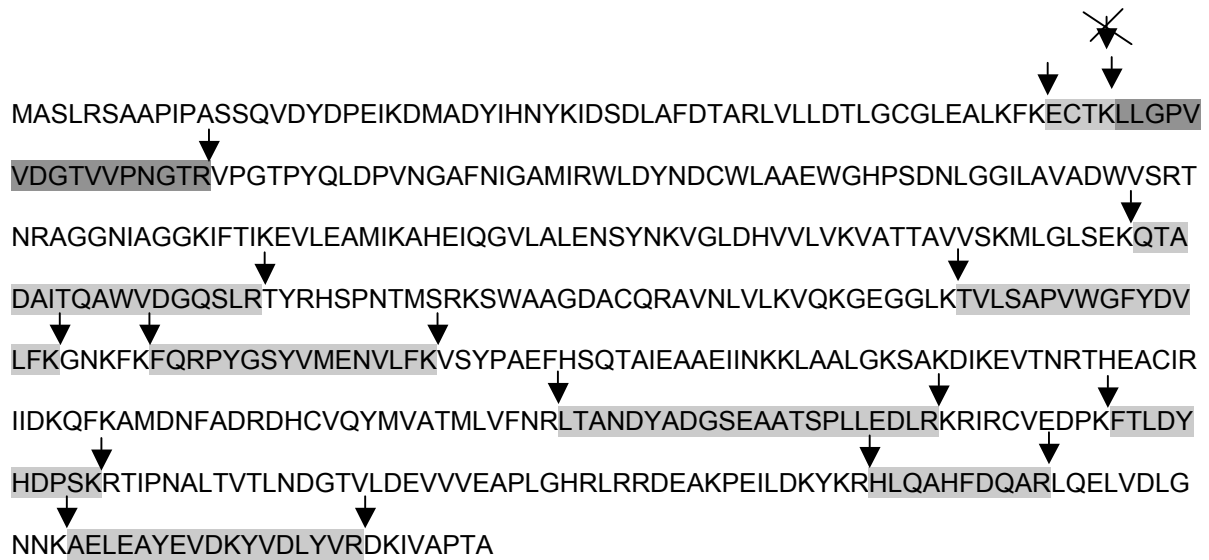 MASLRSAAPIPASSQVDYDPEIKDMADYIHNYKIDSDLAFDTARLVLLDTLGCGLEALKFKECTKLLGPV
VDGTVVPNGTRVPGTPYQLDPVNGAFNIGAMIRWLDYNDCWLAAEWGHPSDNLGGILAVADWVSRT
NRAGGNIAGGKIFTIKEVLEAMIKAHEIQGVLALENSYNKVGLDHVVLVKVATTAVVSKMLGLSEKQTA
DAITQAWVDGQSLRTYRHSPNTMSRKSWAAGDACQRAVNLVLKVQKGEGGLKTVLSAPVWGFYDV
LFKGNKFKFQRPYGSYVMENVLFKVSYPAEFHSQTAIEAAEIINKKLAALGKSAKDIKEVTNRTHEACIR
IIDKQFKAMDNFADRDHCVQYMVATMLVFNRLTANDYADGSEAATSPLLEDLRKRIRCVEDPKFTLDY
HDPSKRTIPNALTVTLNDGTVLDEVVVEAPLGHRLRRDEAKPEILDKYKRHLQAHFDQARLQELVDLG
NNKAELEAYEVDKYVDLYVRDKIVAPTA